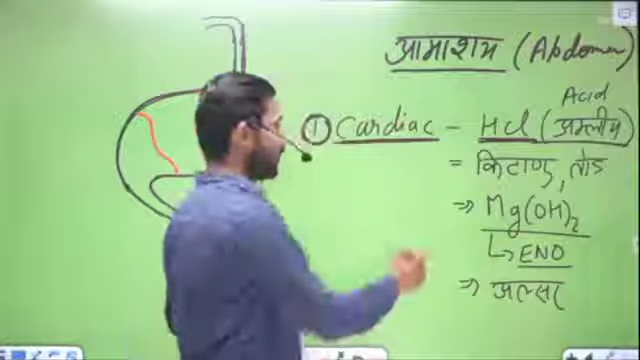 आमाशय (Abdomen)
Acid
① Cardiac - HCl (अम्लीय)
= किटाणु, तोड
⇒ Mg(OH)₂
↳ ENO
⇒ अल्सर